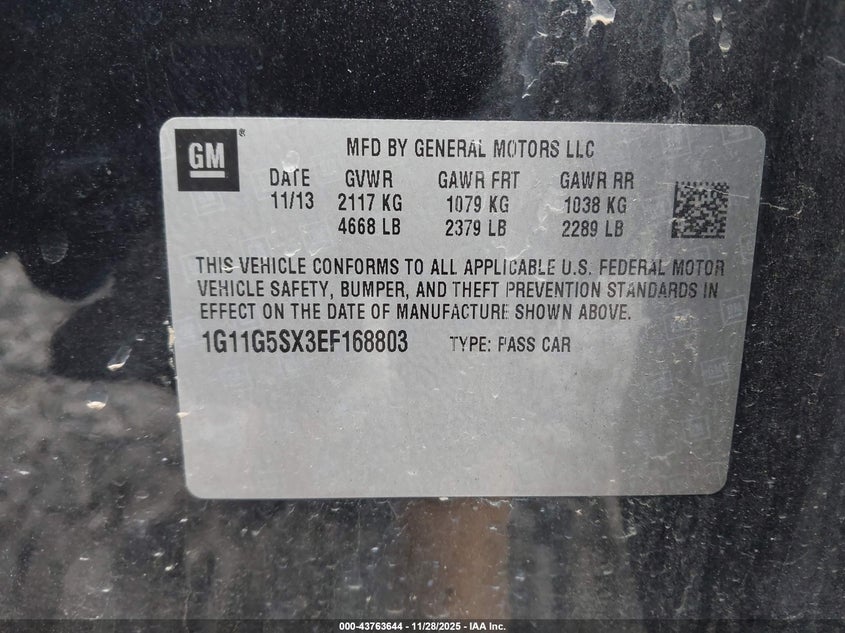 GM®
MFD BY GENERAL MOTORS LLC
DATE GVWR GAWR FRT GAWR RR
11/13 2117 KG 1079 KG 1038 KG
4668 LB 2379 LB 2289 LB
THIS VEHICLE CONFORMS TO ALL APPLICABLE U.S. FEDERAL MOTOR
VEHICLE SAFETY, BUMPER, AND THEFT PREVENTION STANDARDS IN
EFFECT ON THE DATE OF MANUFACTURE SHOWN ABOVE.
1G11G5SX3EF168803 TYPE: PASS CAR
000-43763644 - 11/28/2025 - IAA Inc.